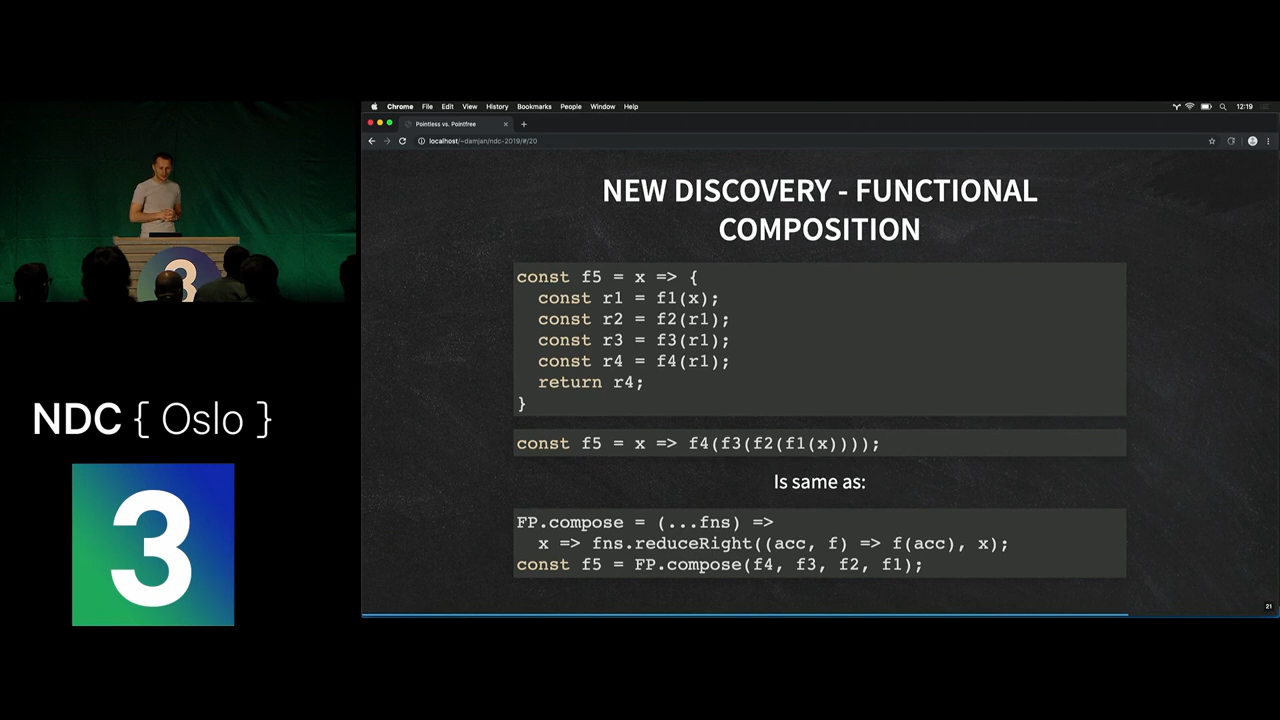 Chrome File Edit View History Bookmarks People Window Help 12:19
Pointless vs. Pointfree
localhost/~damjan/ndc-2019/#/20
NEW DISCOVERY - FUNCTIONAL
COMPOSITION
const f5 = x => {
const r1 = f1(x);
const r2 = f2(r1);
const r3 = f3(r1);
const r4 = f4(r1);
return r4;
}
const f5 = x => f4(f3(f2(f1(x))));
Is same as:
FP.compose = (...fns) =>
x => fns.reduceRight((acc, f) => f(acc), x);
const f5 = FP.compose(f4, f3, f2, f1);
21
3
NDC { Oslo }
3